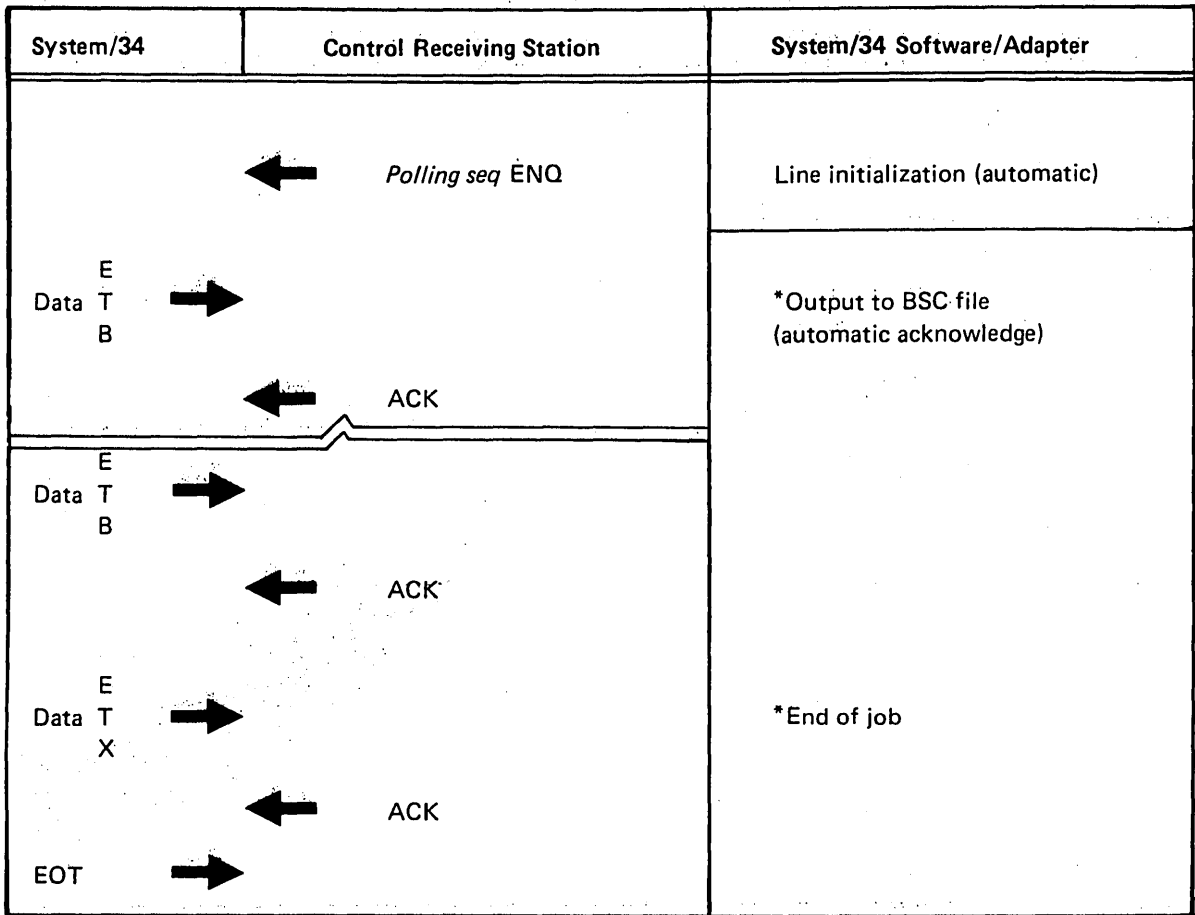 System/34 Control Receiving Station System/34 Software/Adapter
Polling seq ENQ Line initialization (automatic)
E
Data T *Output to BSC file
B (automatic acknowledge)
ACK
E
Data T
B
ACK
E
Data T *End of job
X
ACK
EOT